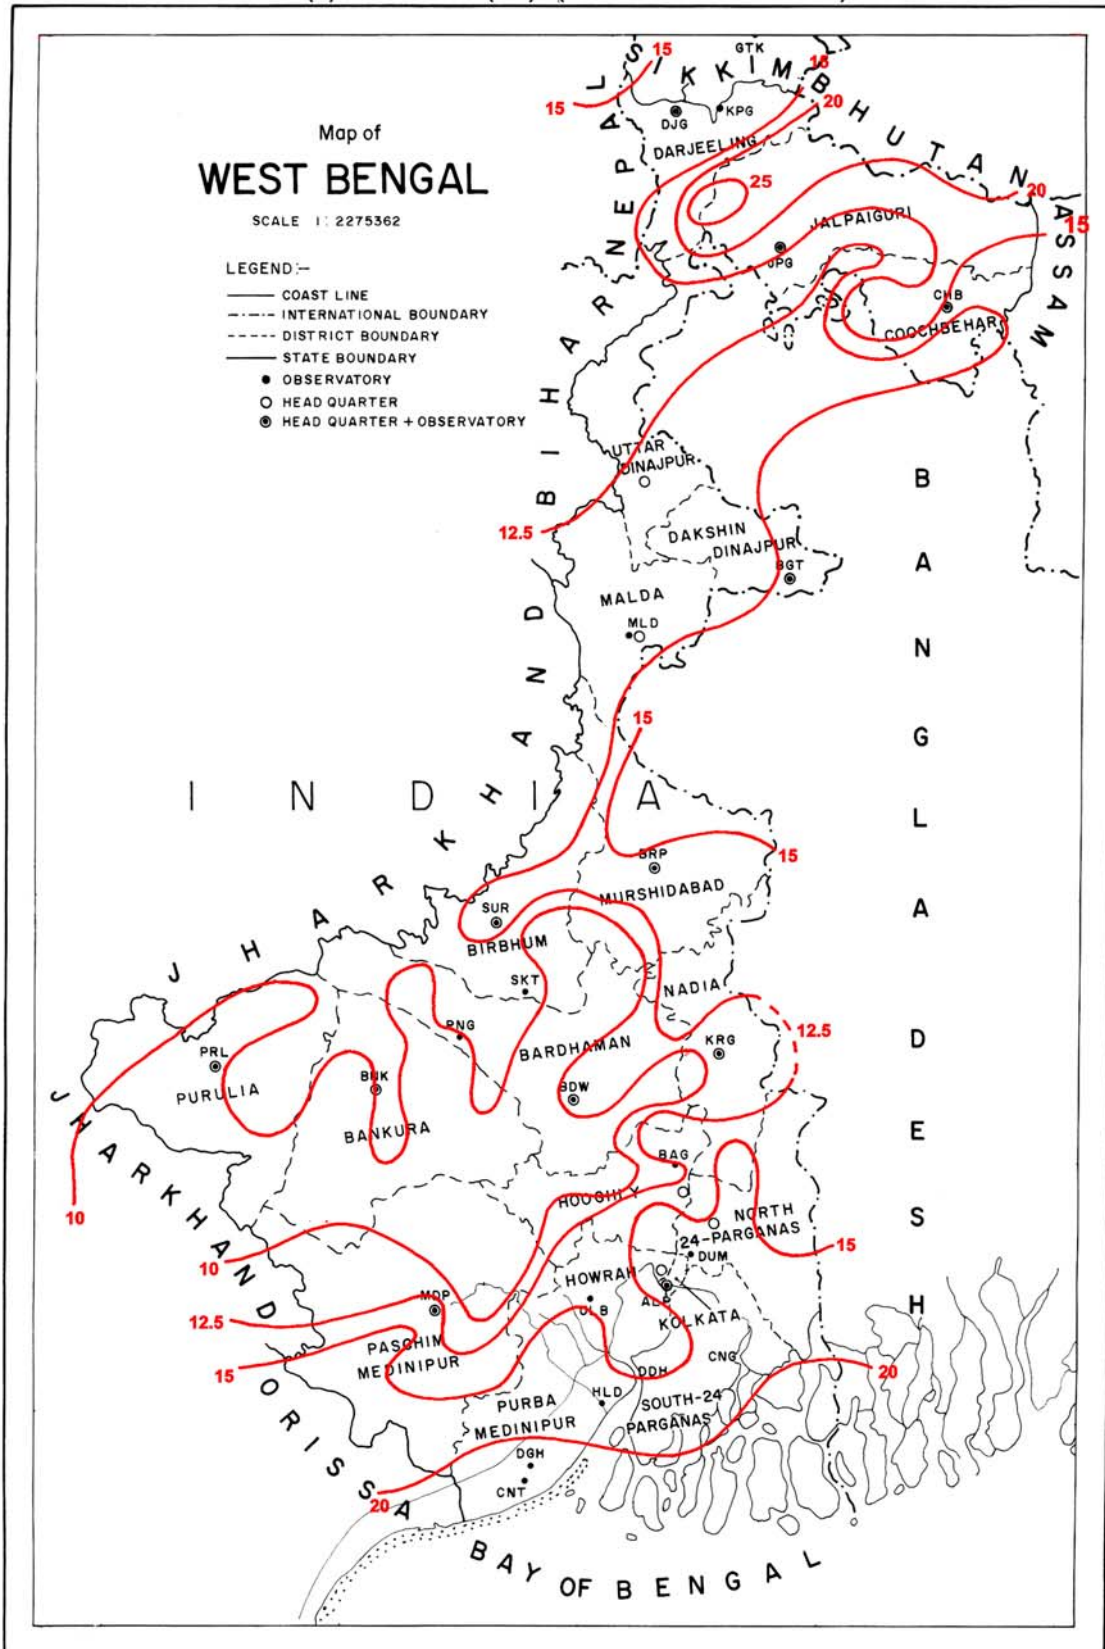 Map of
WEST BENGAL
SCALE 1: 2275362
LEGEND:—
COAST LINE
INTERNATIONAL BOUNDARY
DISTRICT BOUNDARY
STATE BOUNDARY
OBSERVATORY
HEAD QUARTER
HEAD QUARTER + OBSERVATORY
15
GTK
15
SIKKIM
15
20
DJG
KPG
BHUTAN
DARJEELING
NEPAL
25
20
JALPAIGURI
ASSAM
15
JPG
CHB
COOCHBEHAR
BIHAR
UTTAR
DINAJPUR
BANGLADESH
12.5
DAKSHIN
DINAJPUR
BGT
MALDA
MLD
JHARKHAND
15
INDIA
BRP
15
MURSHIDABAD
SUR
BIRBHUM
SKT
NADIA
PNG
12.5
BARDHAMAN
KRG
PRL
PURULIA
BNK
BDW
BANKURA
JHARKHAND
BAG
10
HOOGHLY
NORTH
24-PARGANAS
10
DUM
15
HOWRAH
MDP
ULB
ALP
KOLKATA
12.5
PASCHIM
MEDINIPUR
CNG
15
DDH
20
HLD
PURBA
MEDINIPUR
SOUTH-24
PARGANAS
ORISSA
DGH
CNT
20
BAY OF BENGAL